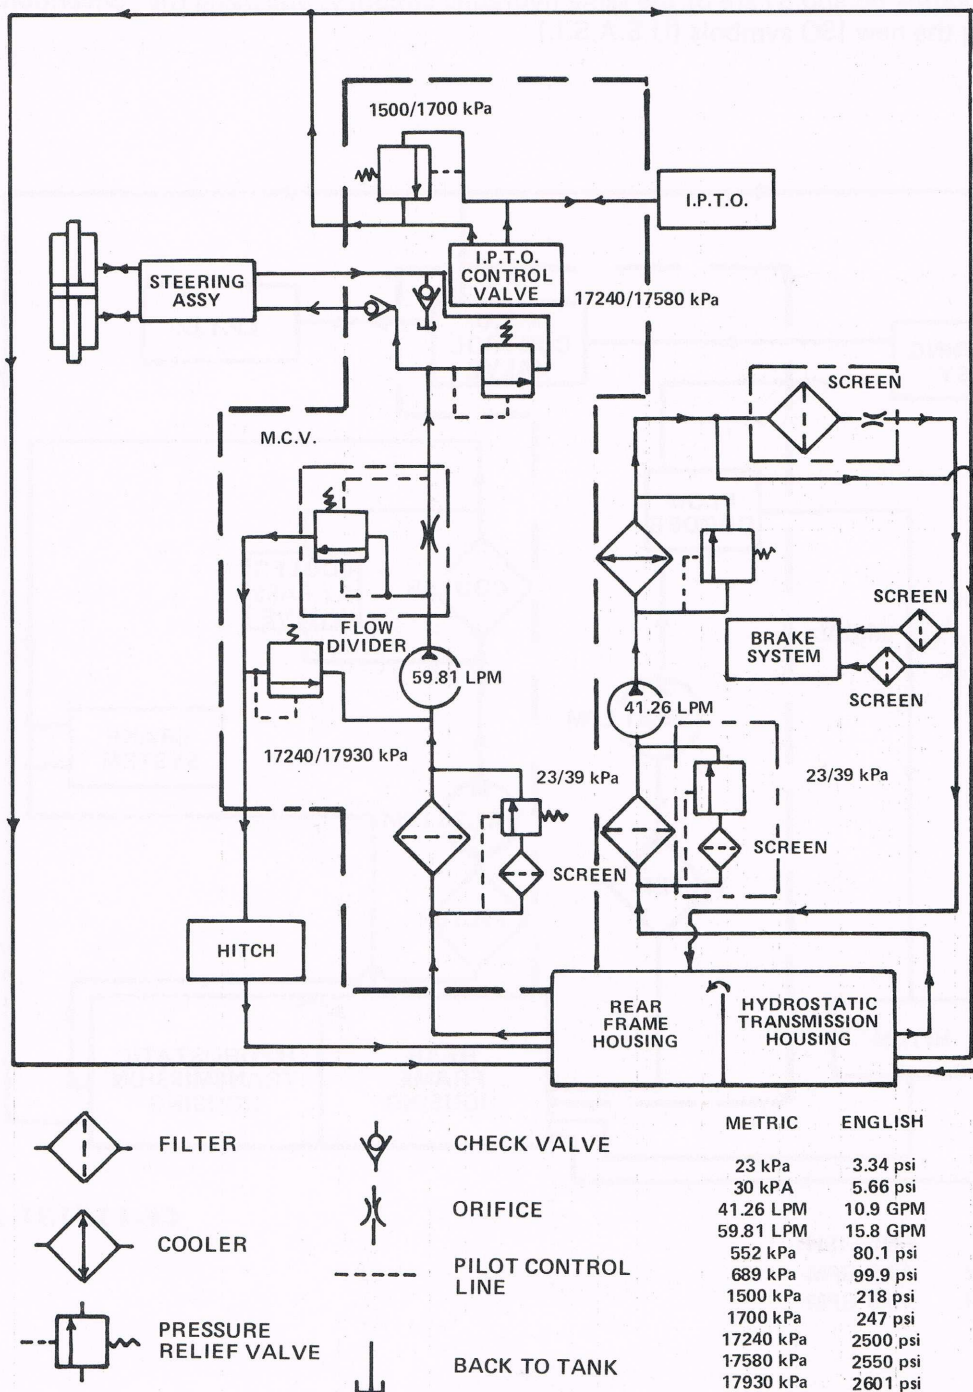 1500/1700 kPa
I.P.T.O.
I.P.T.O.
CONTROL
VALVE
STEERING
ASSY
17240/17580 kPa
SCREEN
M.C.V.
FLOW
DIVIDER
SCREEN
BRAKE
SYSTEM
SCREEN
59.81 LPM
41.26 LPM
17240/17930 kPa
23/39 kPa
23/39 kPa
SCREEN
SCREEN
HITCH
REAR
FRAME
HOUSING
HYDROSTATIC
TRANSMISSION
HOUSING
FILTER
COOLER
PRESSURE
RELIEF VALVE
CHECK VALVE
ORIFICE
PILOT CONTROL
LINE
BACK TO TANK
METRIC ENGLISH
23 kPa 3.34 psi
30 kPA 5.66 psi
41.26 LPM 10.9 GPM
59.81 LPM 15.8 GPM
552 kPa 80.1 psi
689 kPa 99.9 psi
1500 kPa 218 psi
1700 kPa 247 psi
17240 kPa 2500 psi
17580 kPa 2550 psi
17930 kPa 2601 psi